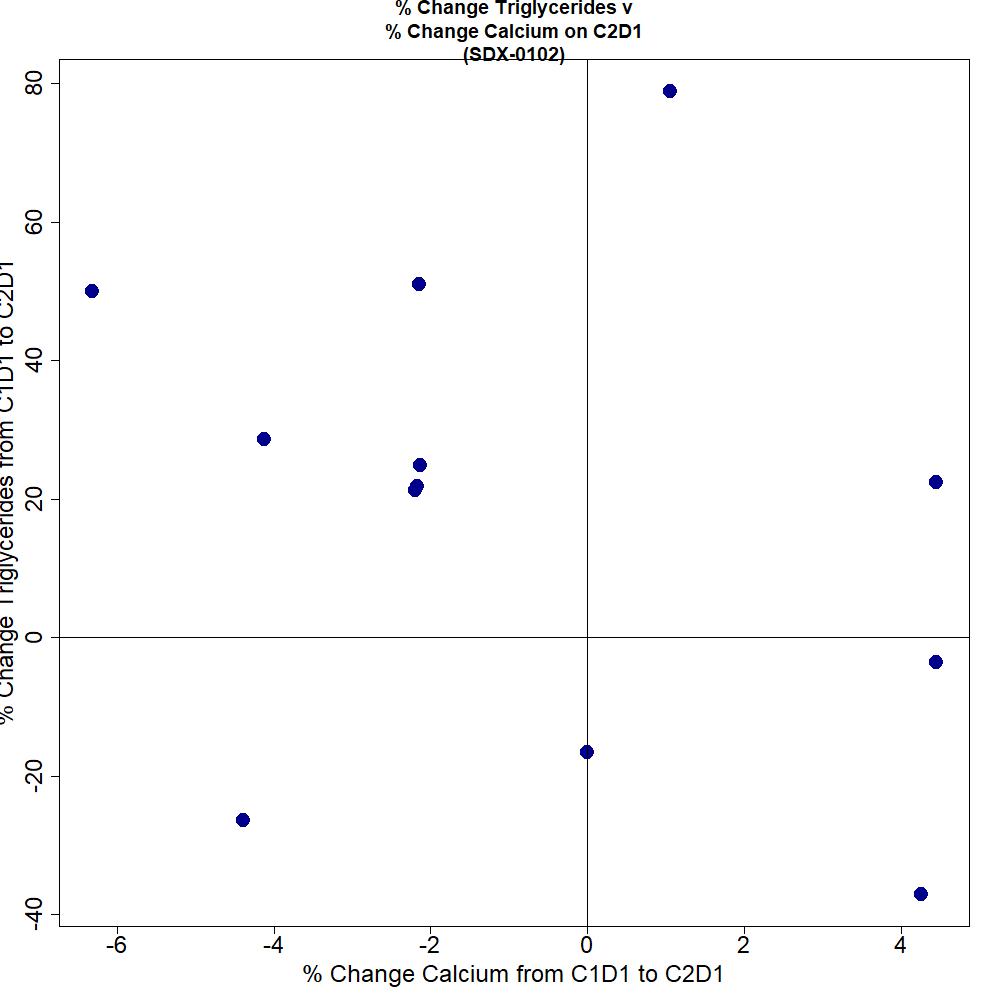 % Change Triglycerides v
% Change Calcium on C2D1
(SDX-0102)
% Change Triglycerides from C1D1 to C2D1
80
60
40
20
0
-20
-40
-6
-4
-2
0
2
4
% Change Calcium from C1D1 to C2D1